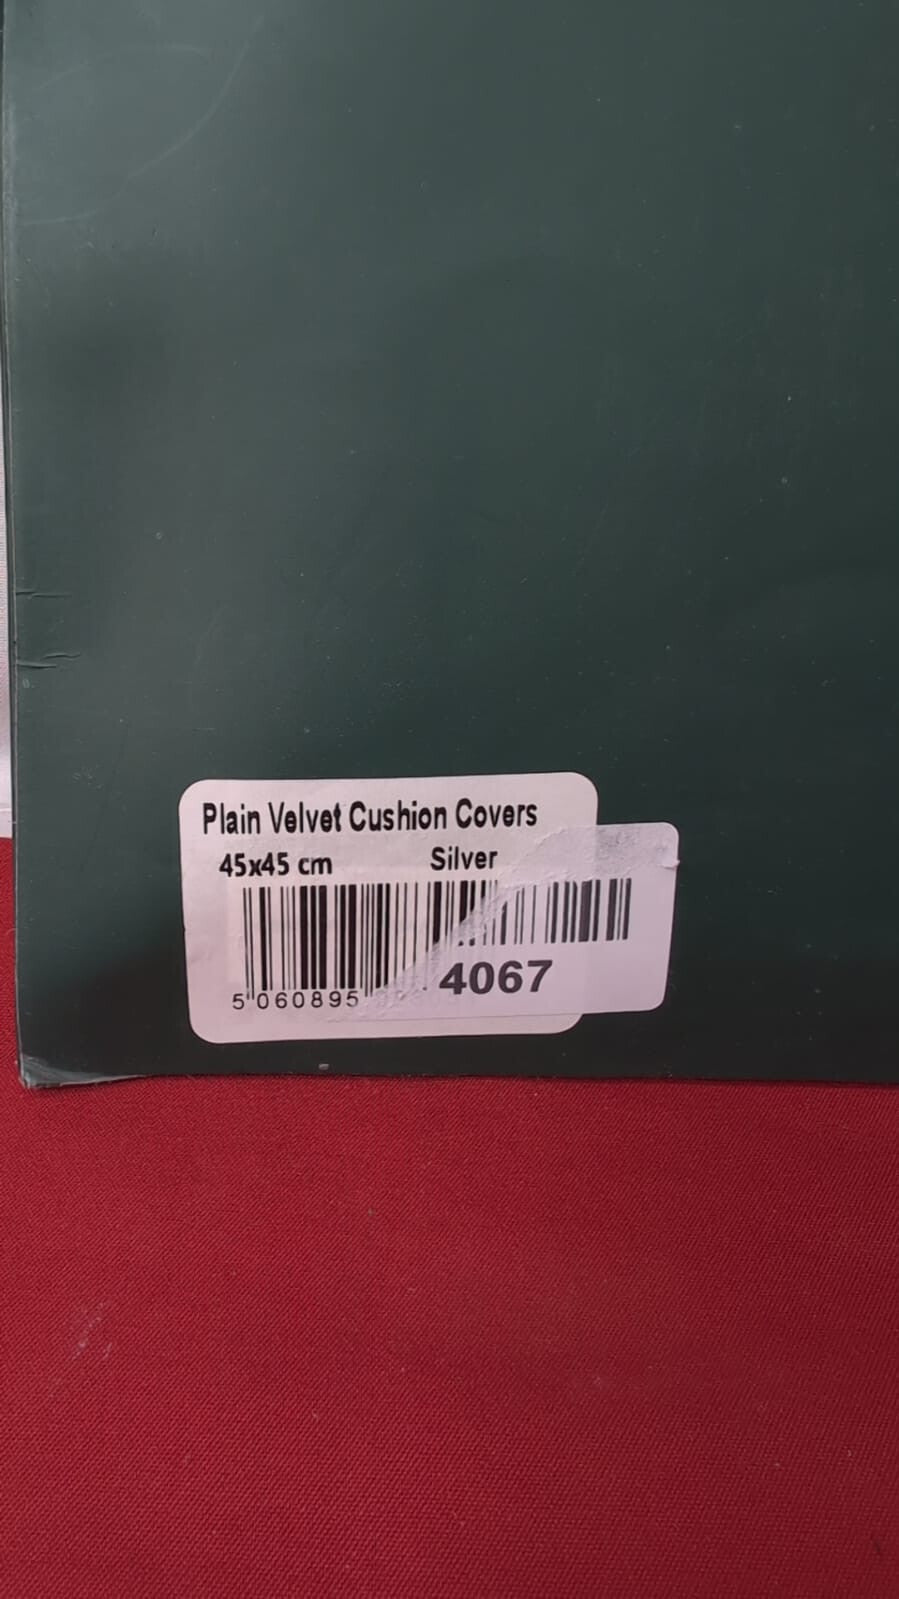 Plain Velvet Cushion Covers
45x45 cm Silver
5 060895
4067